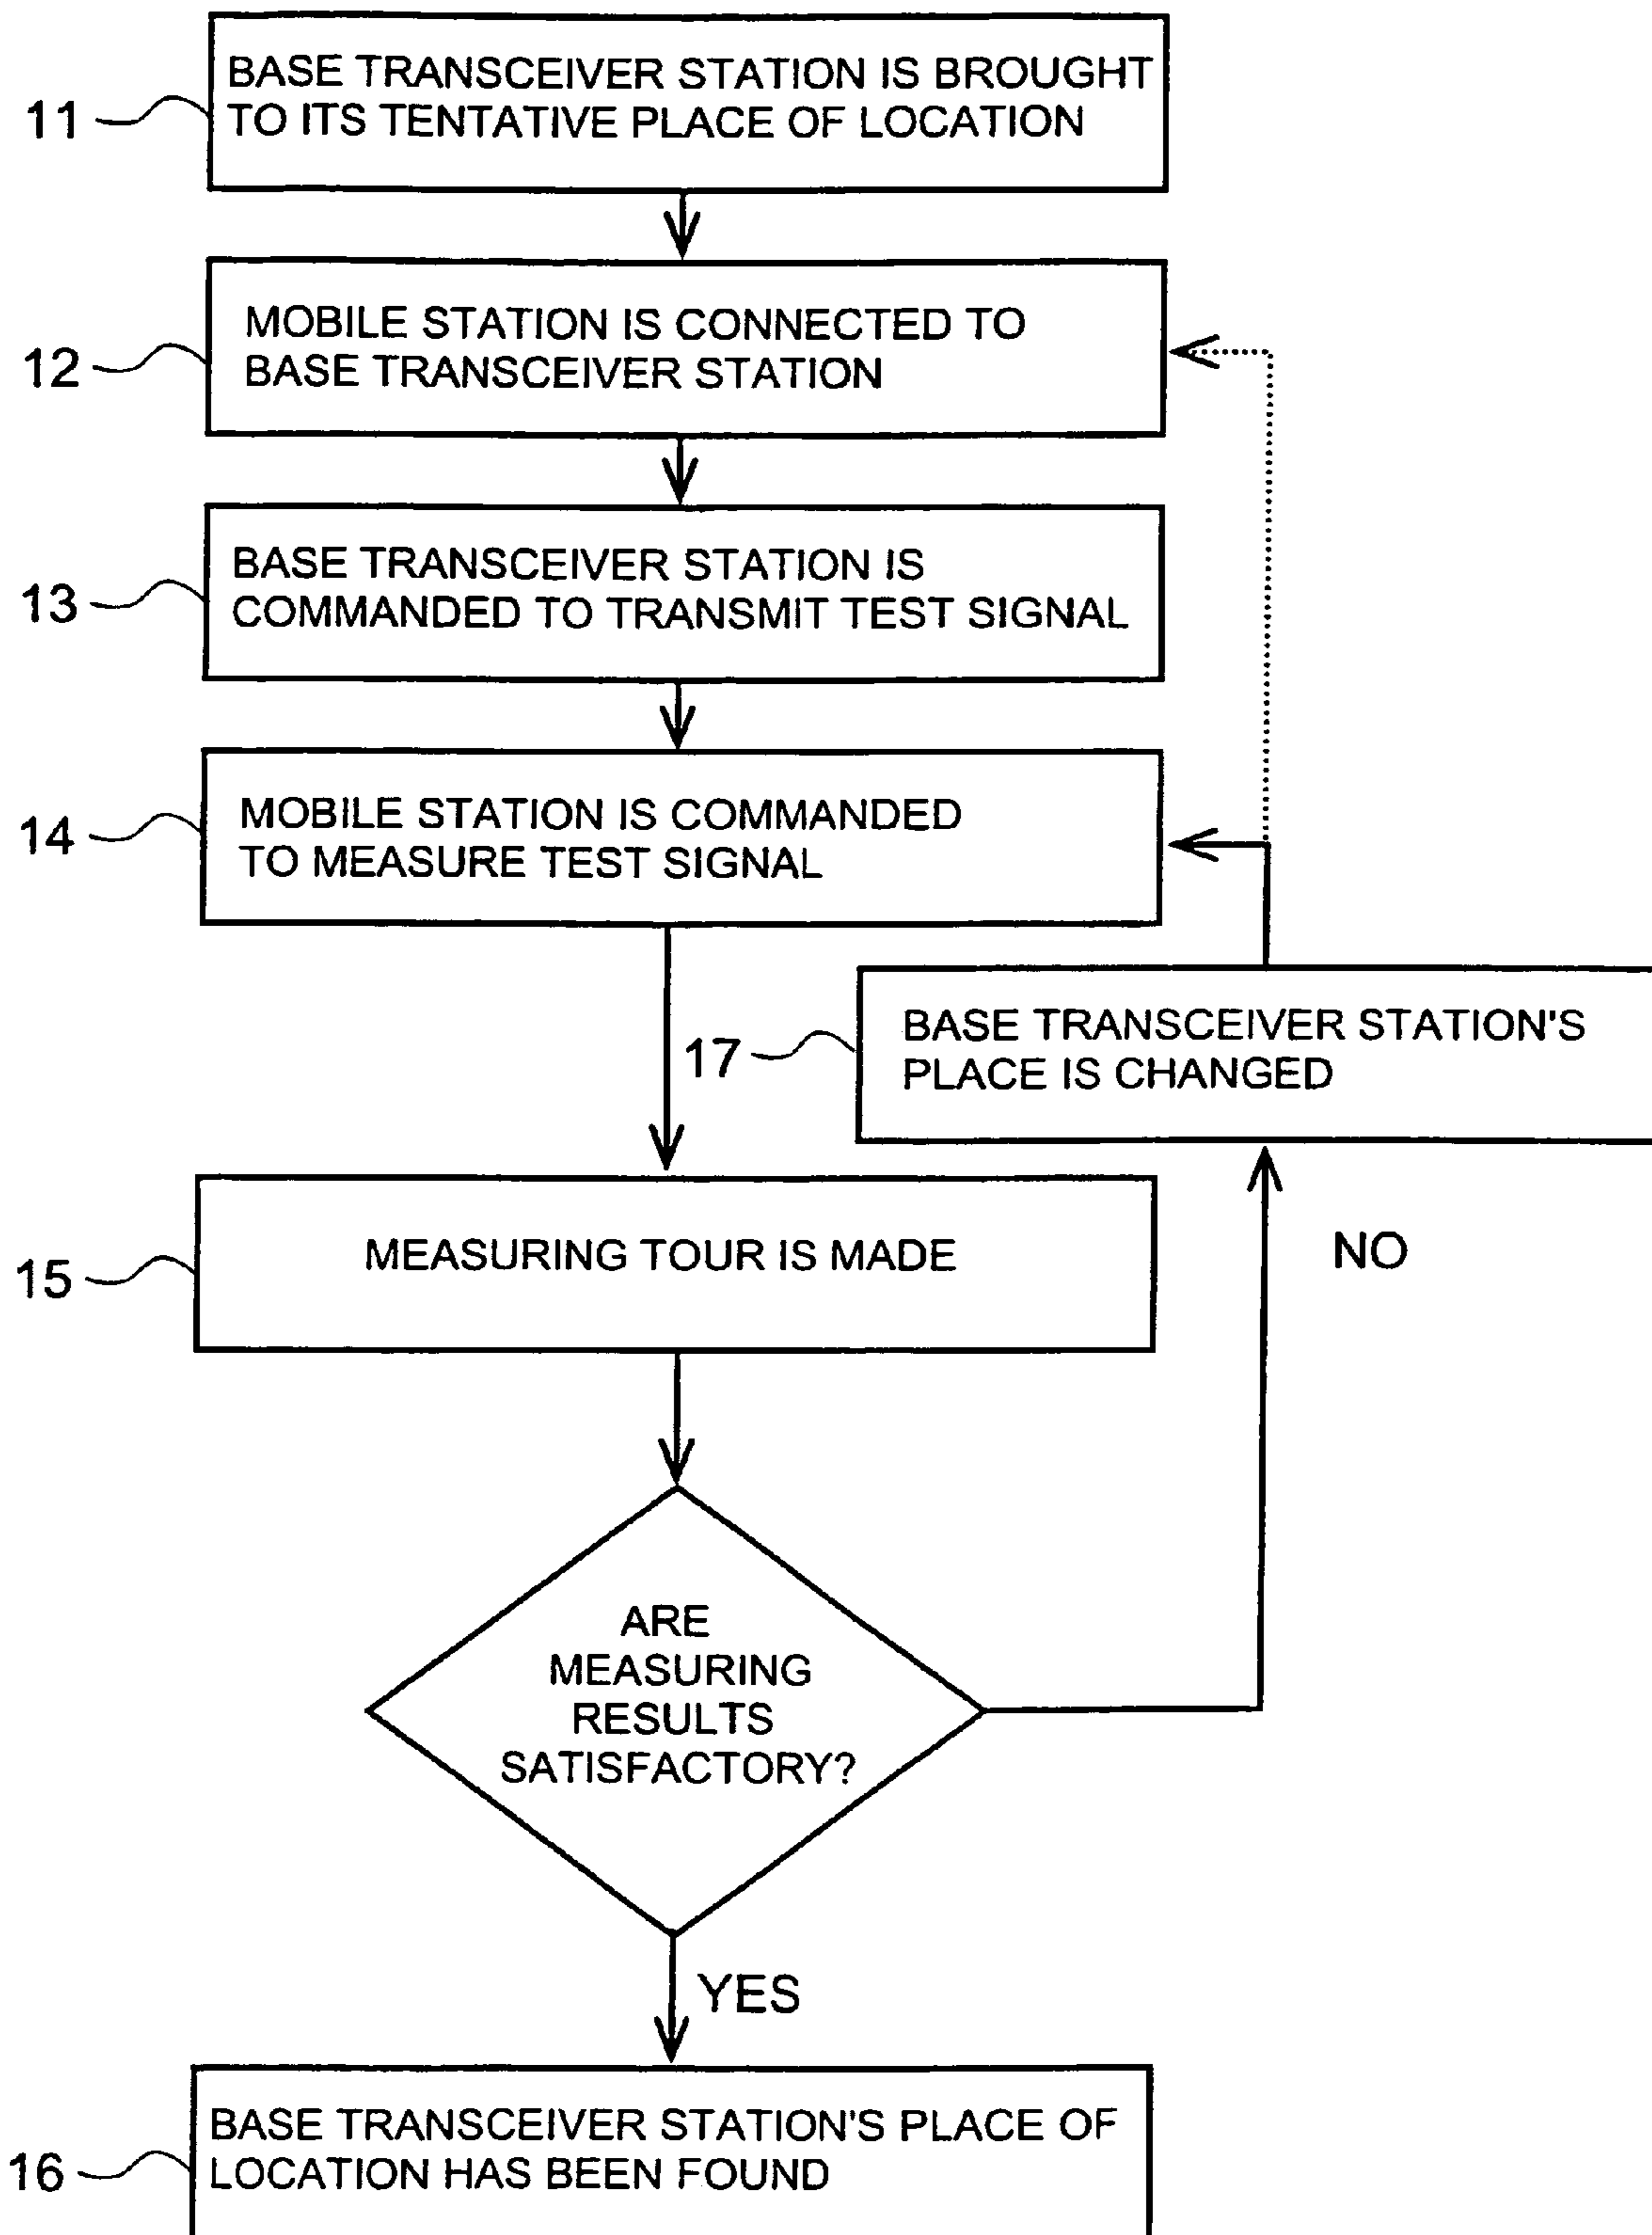 11
BASE TRANSCEIVER STATION IS BROUGHT
TO ITS TENTATIVE PLACE OF LOCATION
12
MOBILE STATION IS CONNECTED TO
BASE TRANSCEIVER STATION
13
BASE TRANSCEIVER STATION IS
COMMANDED TO TRANSMIT TEST SIGNAL
14
MOBILE STATION IS COMMANDED
TO MEASURE TEST SIGNAL
17
BASE TRANSCEIVER STATION'S
PLACE IS CHANGED
15
MEASURING TOUR IS MADE
NO
ARE
MEASURING
RESULTS
SATISFACTORY?
YES
16
BASE TRANSCEIVER STATION'S PLACE OF
LOCATION HAS BEEN FOUND